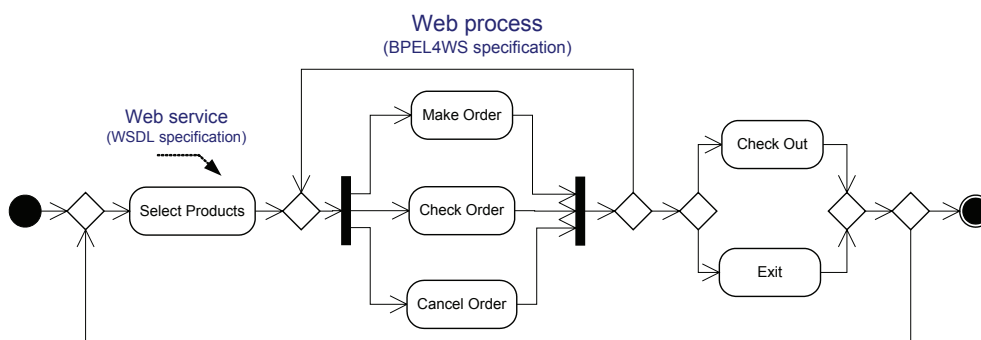 Web process
(BPEL4WS specification)
Web service
(WSDL specification)
Make Order
Check Out
Select Products
Check Order
Exit
Cancel Order